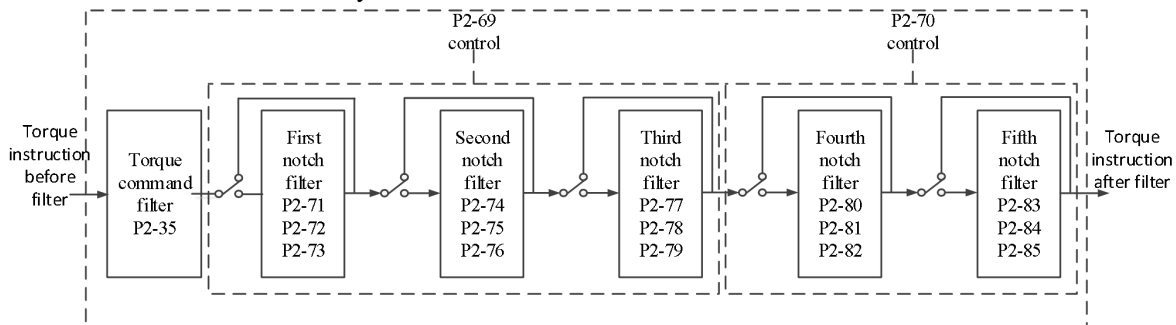 P2-69
control
P2-70
control
Torque
instruction
before
filter
Torque
command
filter
P2-35
First
notch
filter
P2-71
P2-72
P2-73
Second
notch
filter
P2-74
P2-75
P2-76
Third
notch
filter
P2-77
P2-78
P2-79
Fourth
notch
filter
P2-80
P2-81
P2-82
Fifth
notch
filter
P2-83
P2-84
P2-85
Torque
instruction
after filter